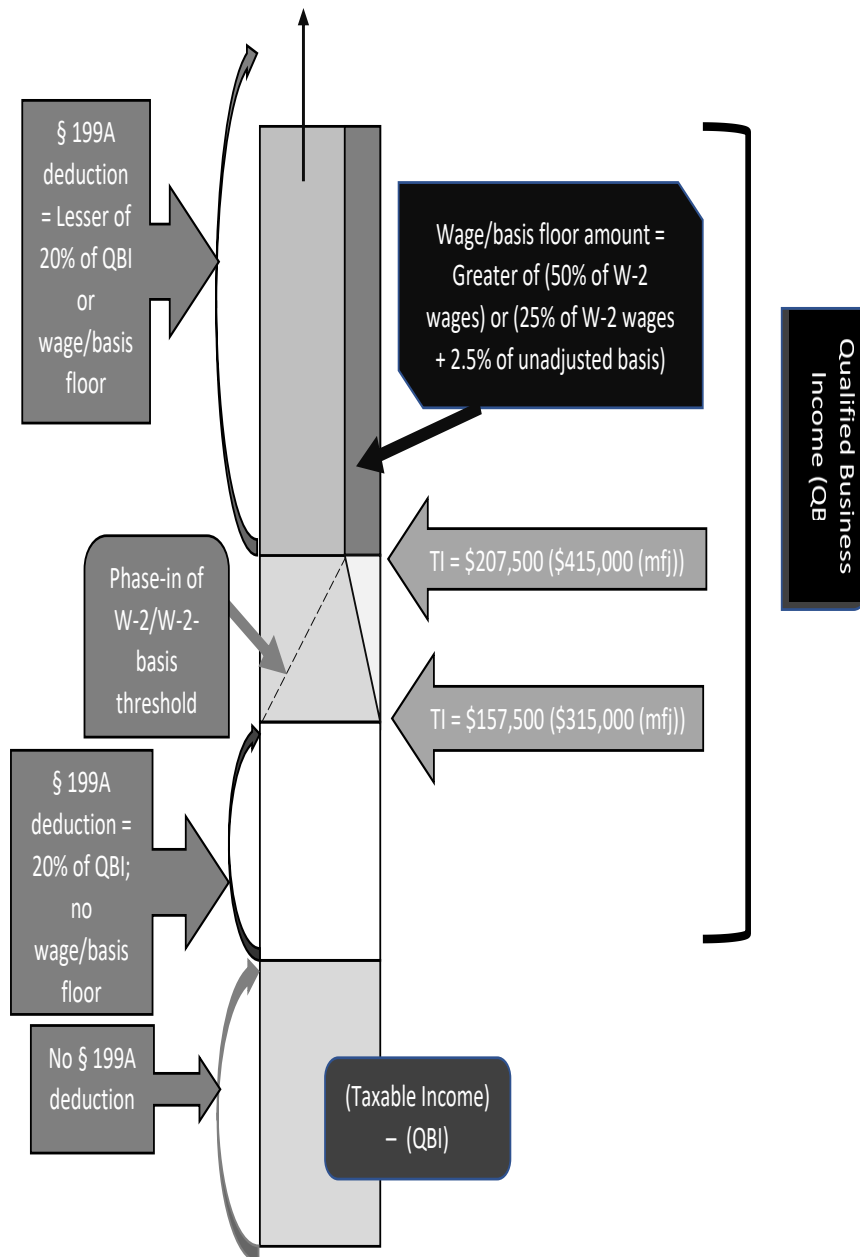 § 199A
deduction
= Lesser of
20% of QBI
or
wage/basis
floor
Wage/basis floor amount =
Greater of (50% of W-2
wages) or (25% of W-2 wages
+ 2.5% of unadjusted basis)
Qualified Business
Income (QB
TI = $207,500 ($415,000 (mfj))
Phase-in of
W-2/W-2-
basis
threshold
TI = $157,500 ($315,000 (mfj))
§ 199A
deduction =
20% of QBI;
no
wage/basis
floor
No § 199A
deduction
(Taxable Income)
– (QBI)